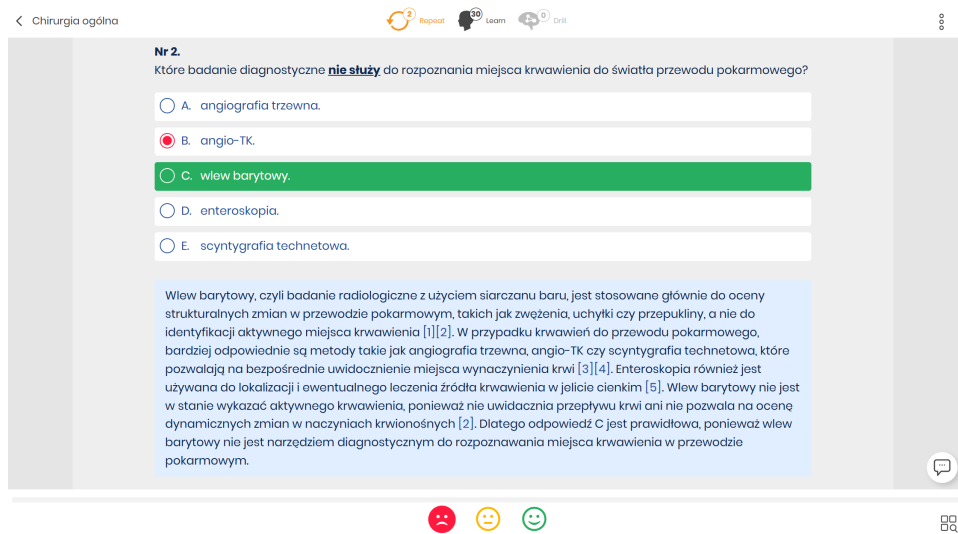 Chirurgia ogólna
2 Repeat 30 Learn 0 Drill
Nr 2.
Które badanie diagnostyczne nie służy do rozpoznania miejsca krwawienia do światła przewodu pokarmowego?
A. angiografia trzewna.
B. angio-TK.
C. wlew barytowy.
D. enteroskopia.
E. scyntygrafia technetowa.
Wlew barytowy, czyli badanie radiologiczne z użyciem siarczanu baru, jest stosowane głównie do oceny
strukturalnych zmian w przewodzie pokarmowym, takich jak zwężenia, uchyłki czy przepukliny, a nie do
identyfikacji aktywnego miejsca krwawienia [1][2]. W przypadku krwawień do przewodu pokarmowego,
bardziej odpowiednie są metody takie jak angiografia trzewna, angio-TK czy scyntygrafia technetowa, które
pozwalają na bezpośrednie uwidocznienie miejsca wynaczynienia krwi [3][4]. Enteroskopia również jest
używana do lokalizacji i ewentualnego leczenia źródła krwawienia w jelicie cienkim [5]. Wlew barytowy nie jest
w stanie wykazać aktywnego krwawienia, ponieważ nie uwidacznia przepływu krwi ani nie pozwala na ocenę
dynamicznych zmian w naczyniach krwionośnych [2]. Dlatego odpowiedź C jest prawidłowa, ponieważ wlew
barytowy nie jest narzędziem diagnostycznym do rozpoznawania miejsca krwawienia w przewodzie
pokarmowym.